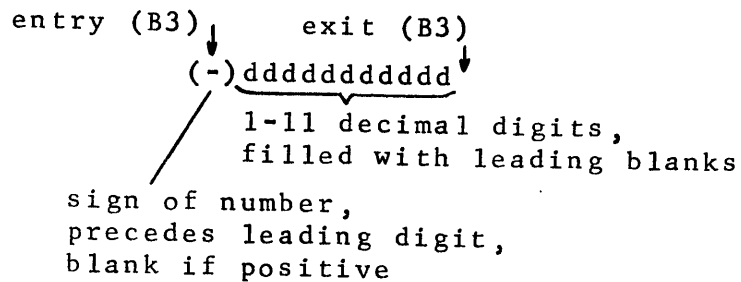 entry (B3) exit (B3)
(-)ddddddddddd
1-11 decimal digits,
filled with leading blanks
sign of number,
precedes leading digit,
blank if positive